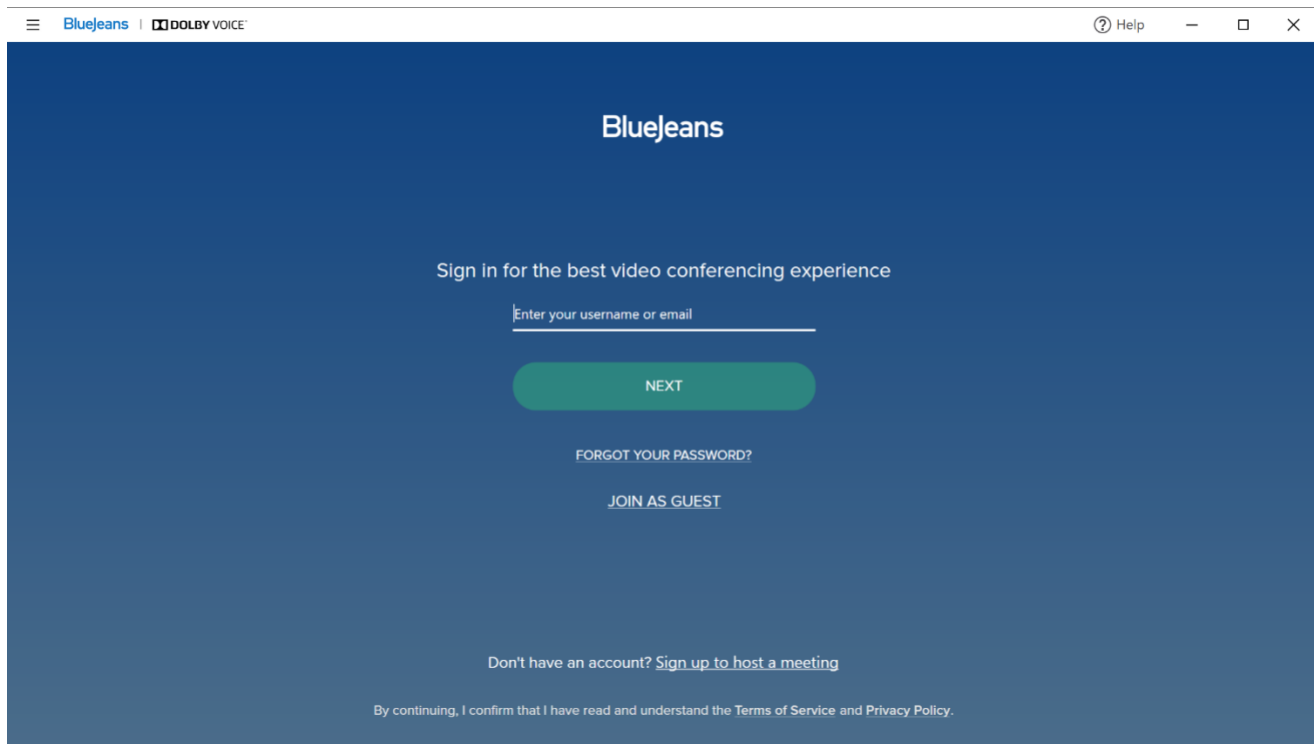 BlueJeans | DOLBY VOICE® Help
BlueJeans
Sign in for the best video conferencing experience
Enter your username or email
NEXT
FORGOT YOUR PASSWORD?
JOIN AS GUEST
Don't have an account? Sign up to host a meeting
By continuing, I confirm that I have read and understand the Terms of Service and Privacy Policy.